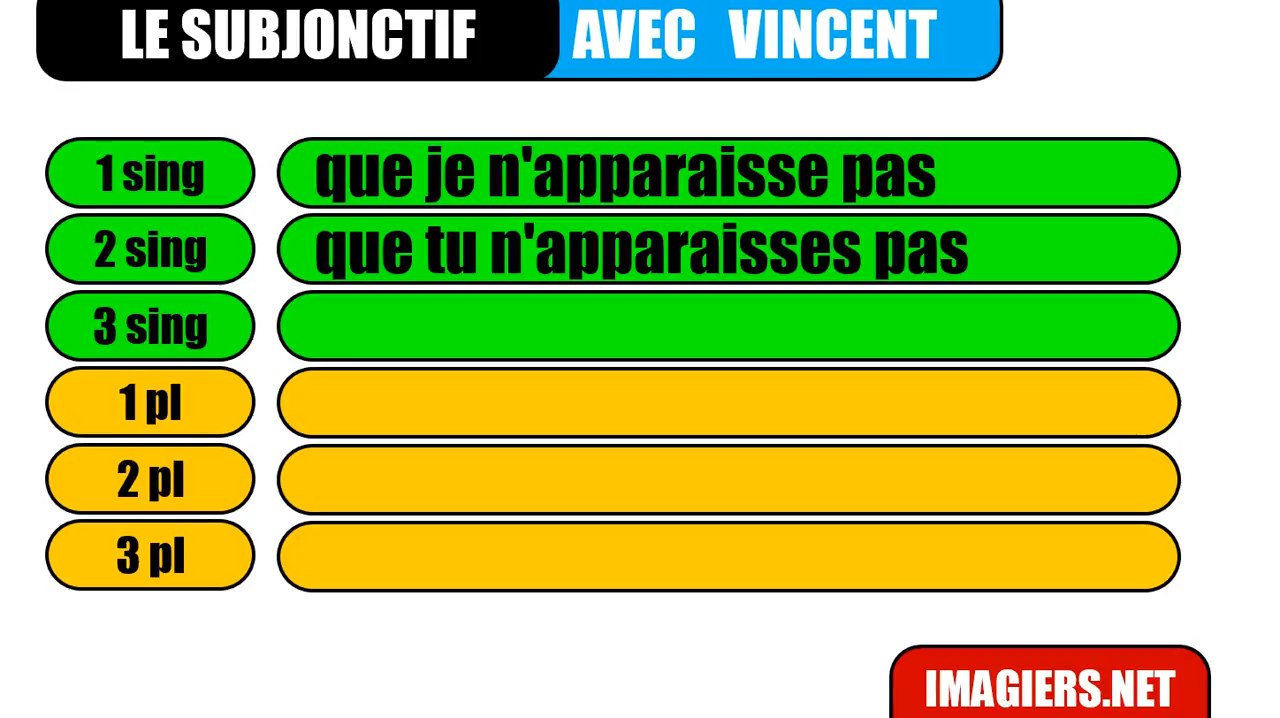 LE SUBJONCTIF AVEC VINCENT
1 sing que je n'apparaisse pas
2 sing que tu n'apparaisses pas
3 sing
1 pl
2 pl
3 pl
IMAGIERS.NET